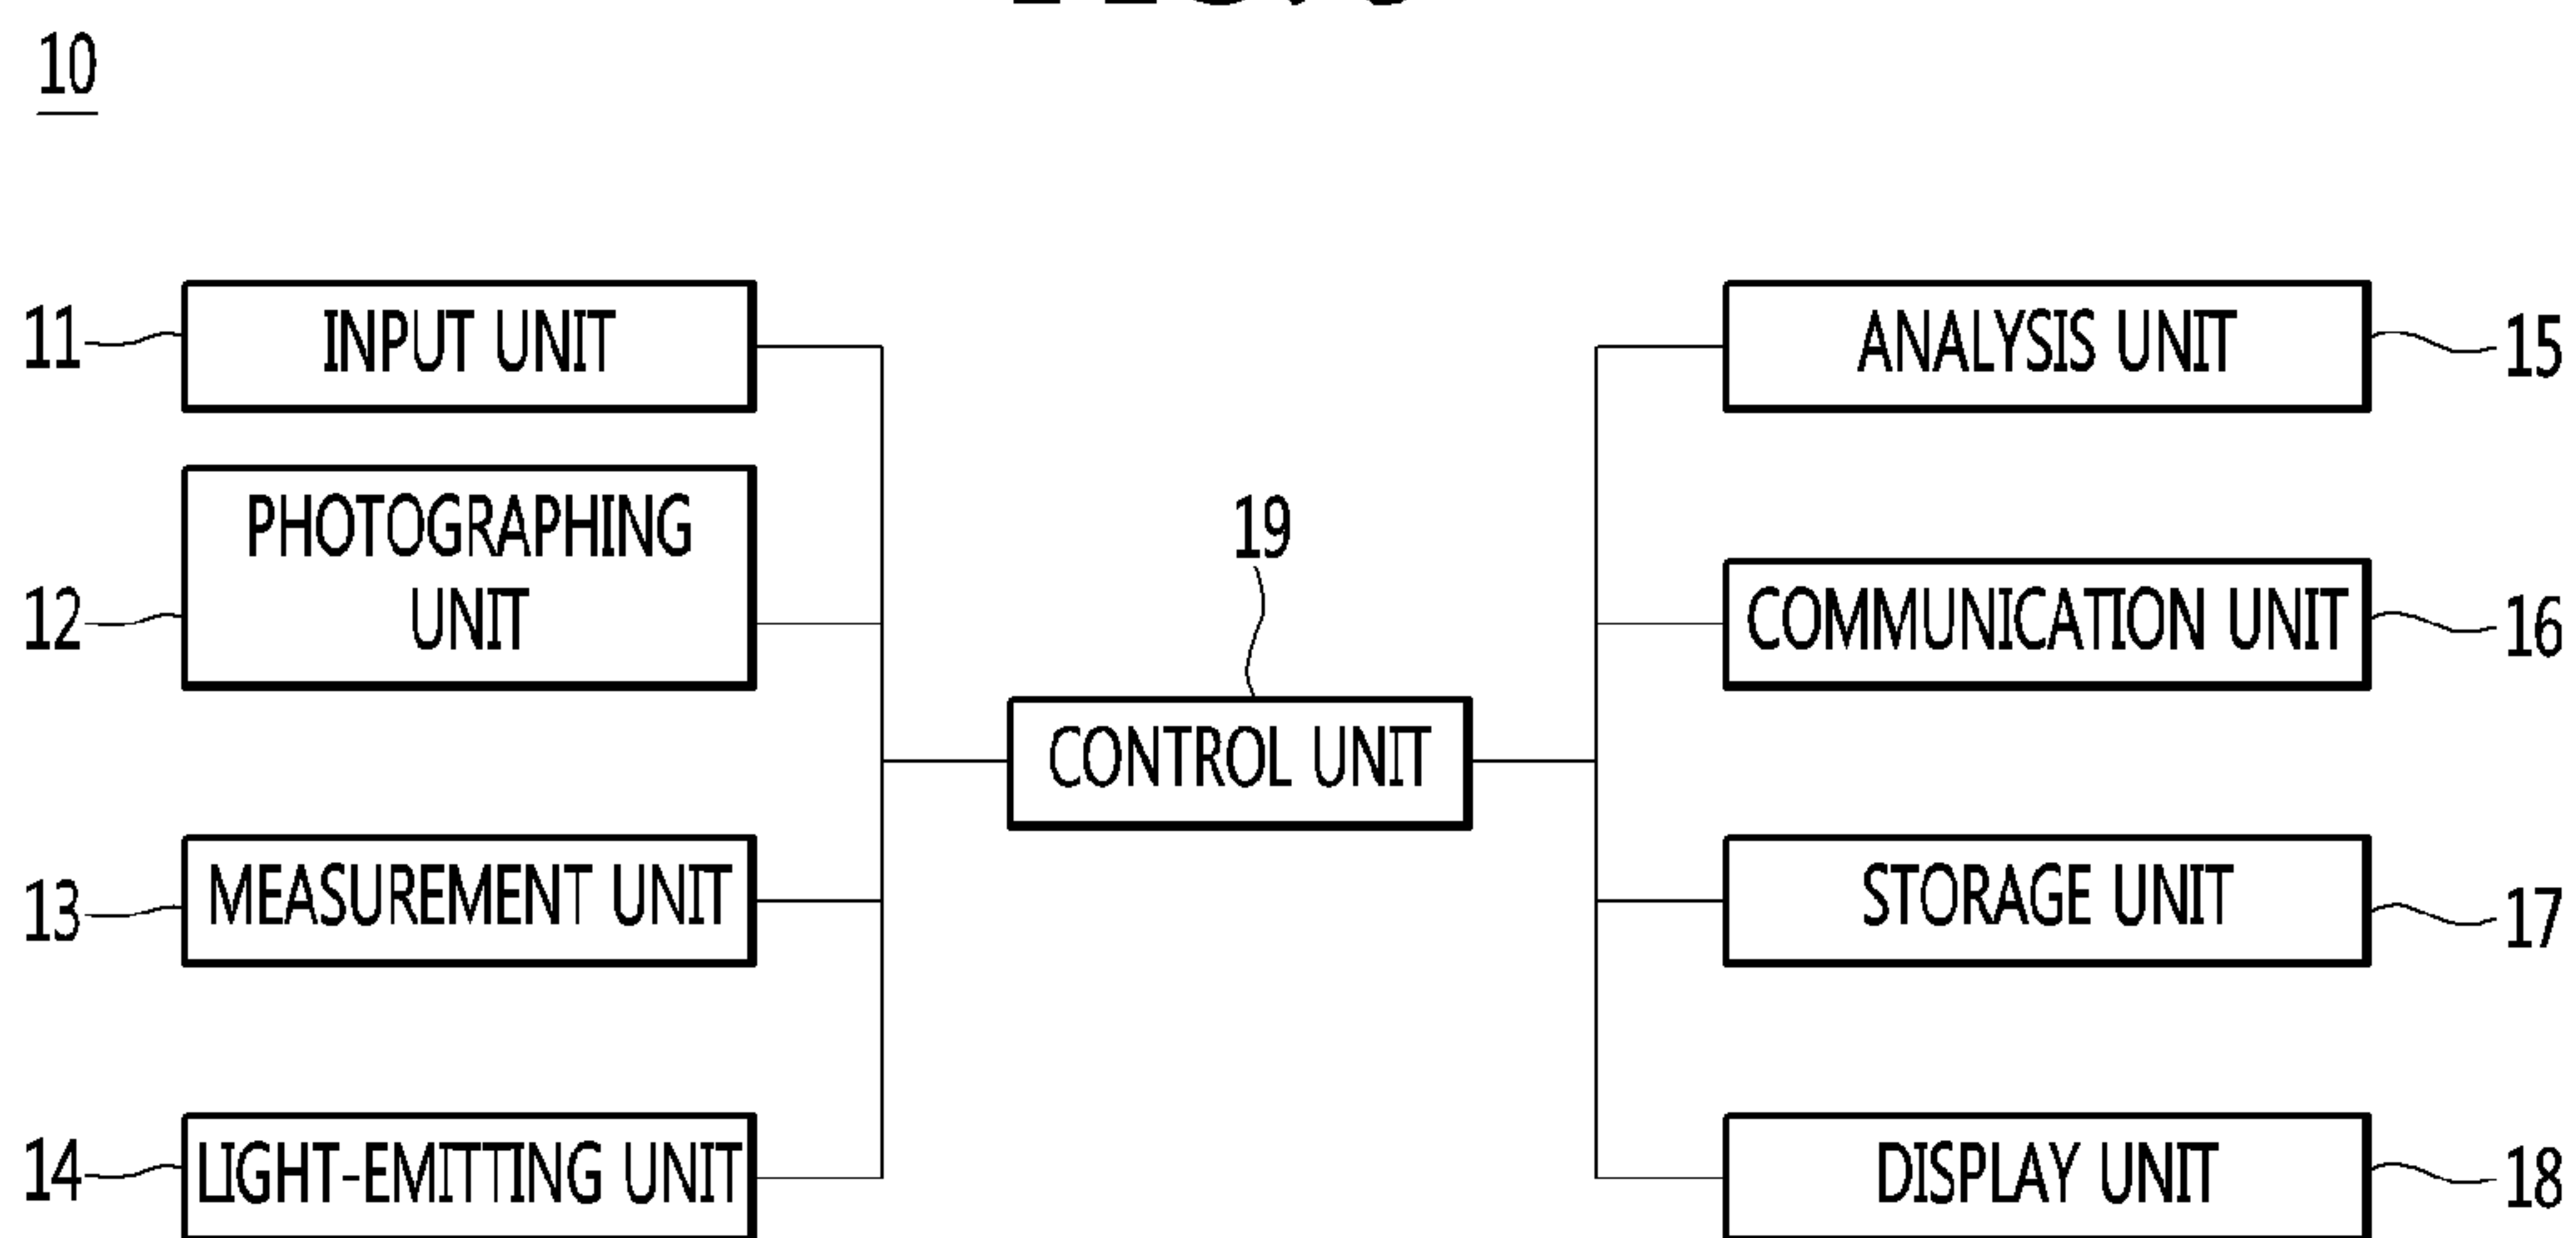 10
11
INPUT UNIT
12
PHOTOGRAPHING
UNIT
13
MEASUREMENT UNIT
14
LIGHT-EMITTING UNIT
19
CONTROL UNIT
ANALYSIS UNIT
15
COMMUNICATION UNIT
16
STORAGE UNIT
17
DISPLAY UNIT
18